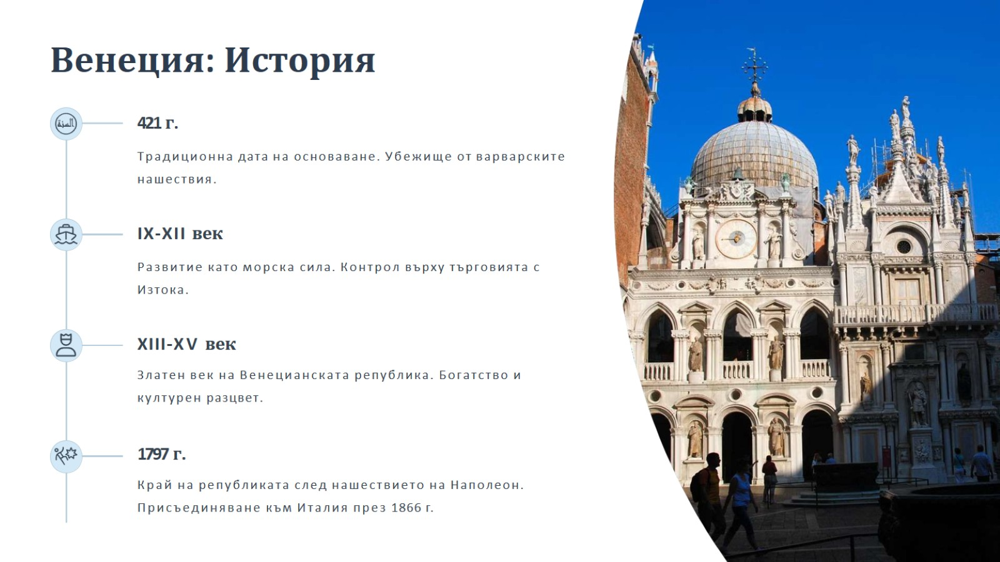 Венеция: История
السنة
421 г.
Традиционна дата на основаване. Убежище от варварските
нашествия.
IX-XII век
Развитие като морска сила. Контрол върху търговията с
Изтока.
XIII-XV век
Златен век на Венецианската република. Богатство и
културен разцвет.
1797 г.
Край на републиката след нашествието на Наполеон.
Присъединяване към Италия през 1866 г.